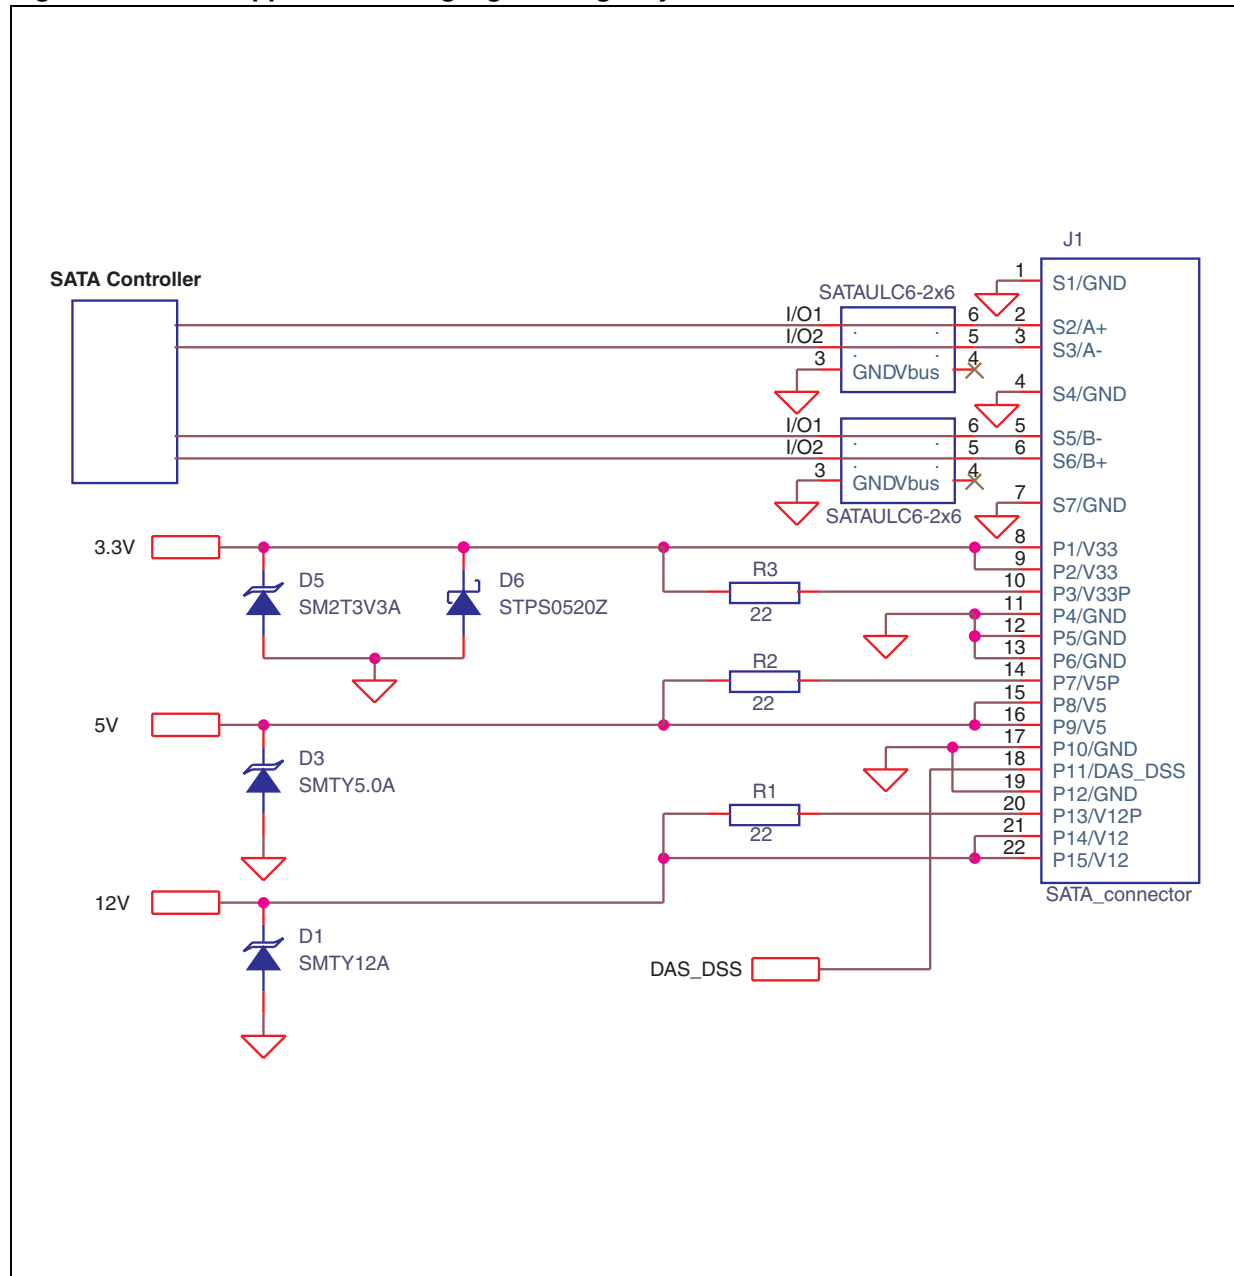 J1
SATA Controller
SATAULC6-2x6
1 S1/GND
I/O1 6 2 S2/A+
I/O2 5 3 S3/A-
3 GND Vbus 4
4 S4/GND
I/O1 6 5 S5/B-
I/O2 5 6 S6/B+
3 GND Vbus 4
7 S7/GND
SATAULC6-2x6
3.3V 8 P1/V33
9 P2/V33
D5 D6 R3 10 P3/V33P
SM2T3V3A STPS0520Z 22 11 P4/GND
12 P5/GND
13 P6/GND
R2 14 P7/V5P
22 15 P8/V5
5V 16 P9/V5
17 P10/GND
D3 18 P11/DAS_DSS
SMTY5.0A 19 P12/GND
R1 20 P13/V12P
22 21 P14/V12
22 P15/V12
SATA_connector
12V
D1
SMTY12A
DAS_DSS